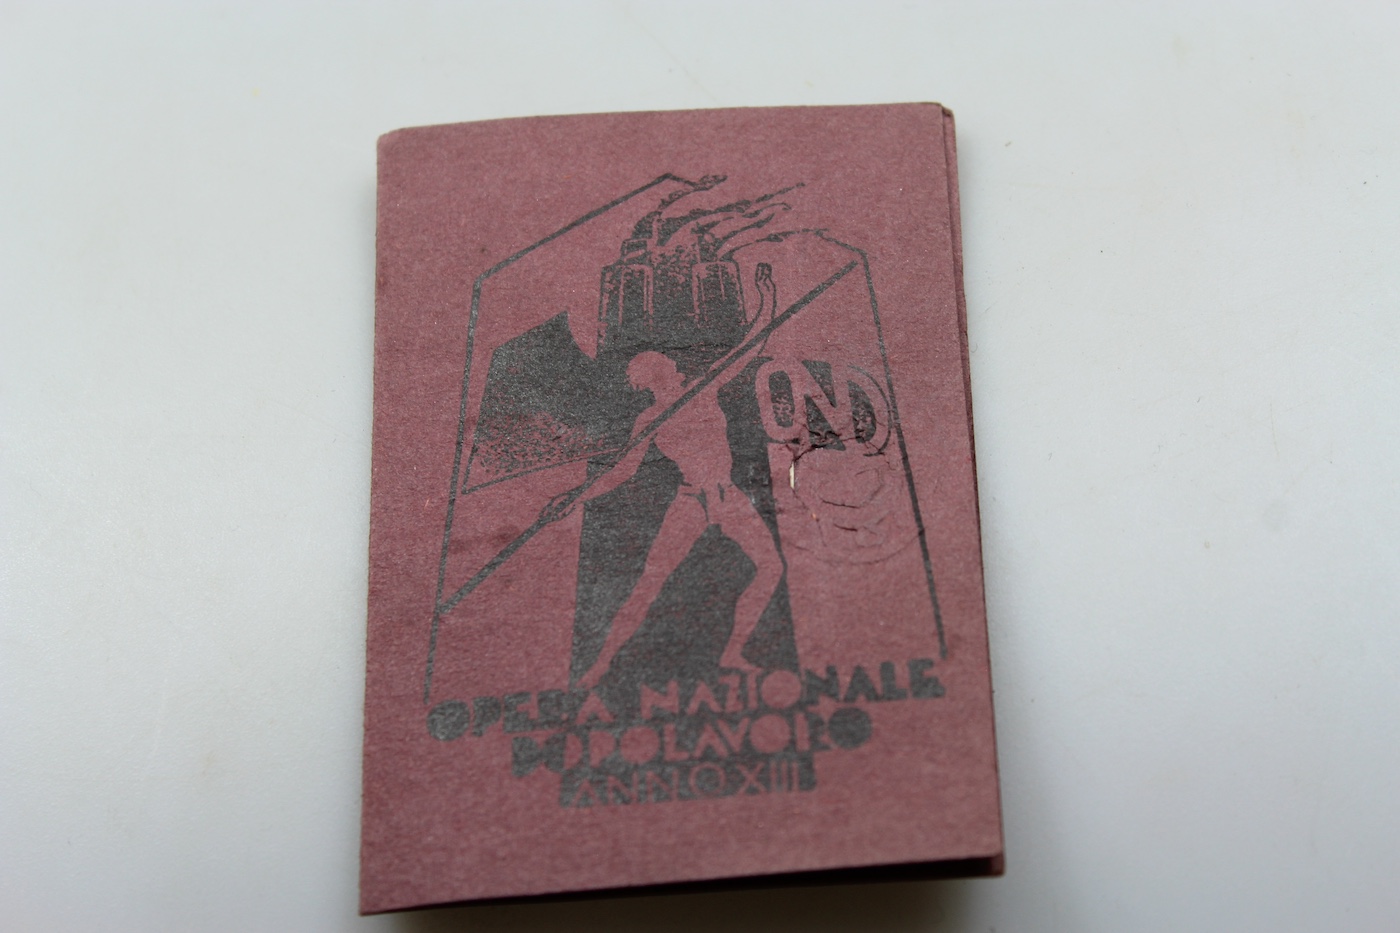 OND
OPERA NAZIONALE
DOPOLAVORO
ANNO XIII